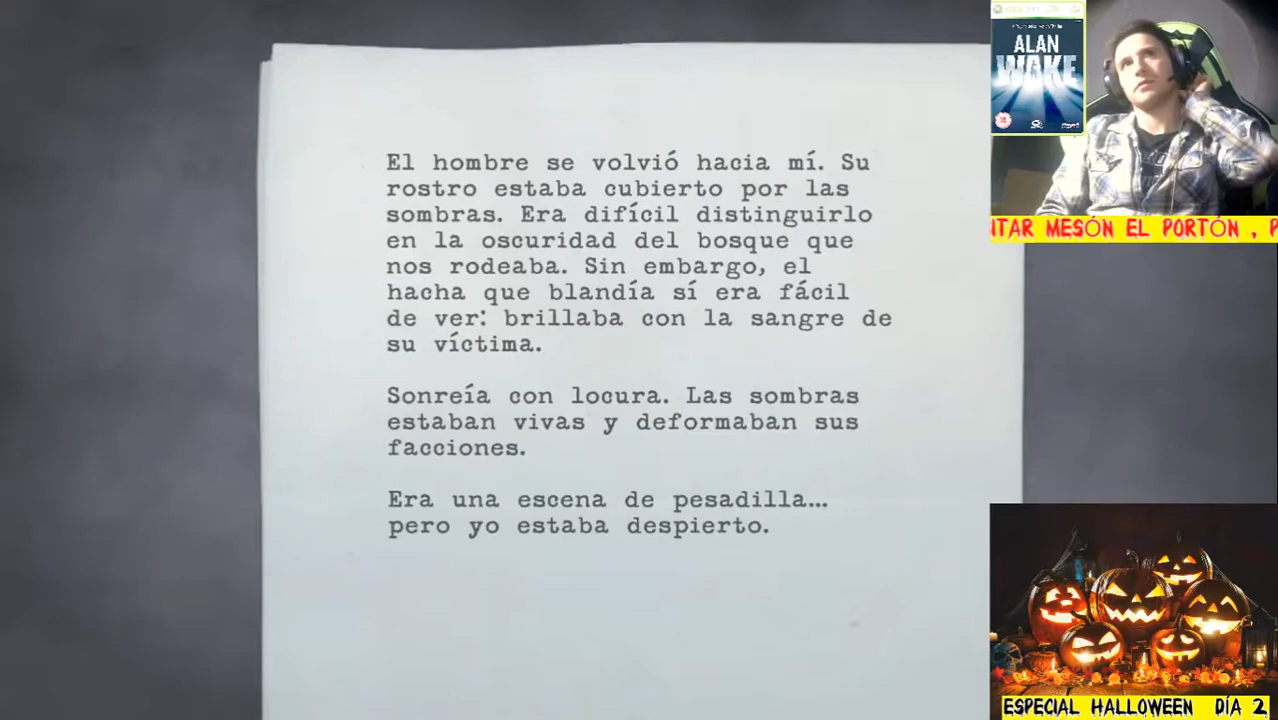 El hombre se volvió hacia mí. Su
rostro estaba cubierto por las
sombras. Era difícil distinguirlo
en la oscuridad del bosque que
nos rodeaba. Sin embargo, el
hacha que blandía sí era fácil
de ver: brillaba con la sangre de
su víctima.
Sonreía con locura. Las sombras
estaban vivas y deformaban sus
facciones.
Era una escena de pesadilla…
pero yo estaba despierto.
ALAN
WAKE
NTAR MESÓN EL PORTÓN , P
ESPECIAL HALLOWEEN DÍA 2